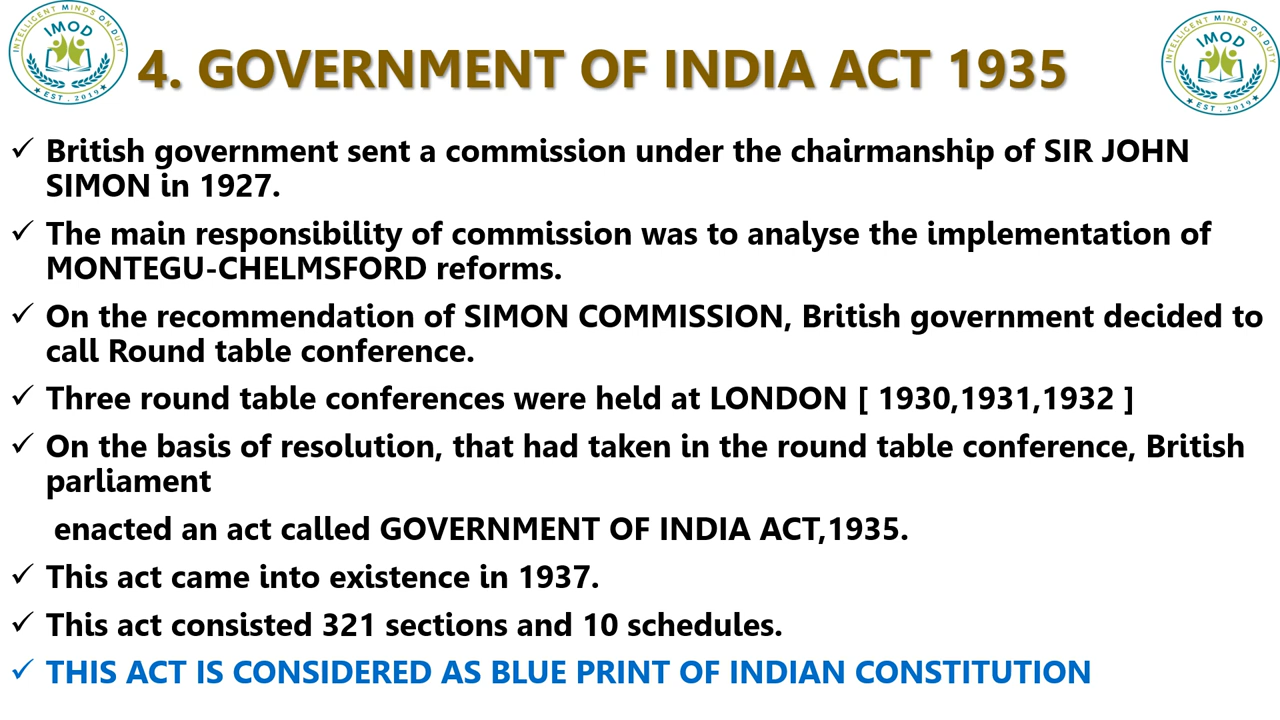 INTELLIGENT MINDS ON DUTY
IMOD
★ EST . 2019 ★
4. GOVERNMENT OF INDIA ACT 1935
INTELLIGENT MINDS ON DUTY
IMOD
★ EST . 2019 ★
✓ British government sent a commission under the chairmanship of SIR JOHN
SIMON in 1927.
✓ The main responsibility of commission was to analyse the implementation of
MONTEGU-CHELMSFORD reforms.
✓ On the recommendation of SIMON COMMISSION, British government decided to
call Round table conference.
✓ Three round table conferences were held at LONDON [ 1930,1931,1932 ]
✓ On the basis of resolution, that had taken in the round table conference, British
parliament
enacted an act called GOVERNMENT OF INDIA ACT,1935.
✓ This act came into existence in 1937.
✓ This act consisted 321 sections and 10 schedules.
✓ THIS ACT IS CONSIDERED AS BLUE PRINT OF INDIAN CONSTITUTION